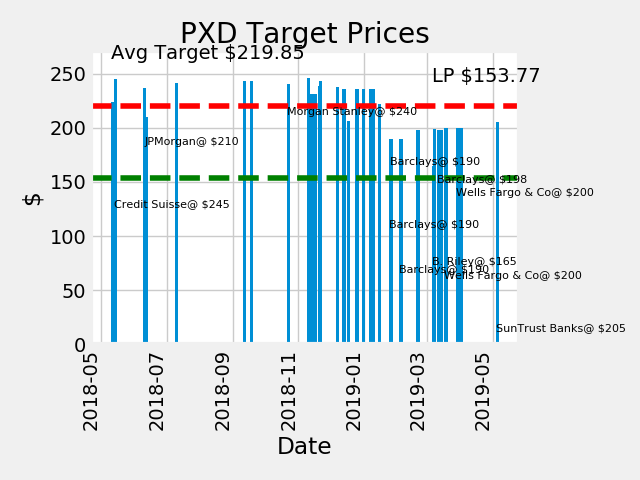 PXD Target Prices
Avg Target $219.85
LP $153.77
250
200
150
100
50
0
$
Morgan Stanley@ $240
JPMorgan@ $210
Barclays@ $190
Barclays@ $198
Wells Fargo & Co@ $200
Credit Suisse@ $245
Barclays@ $190
B. Riley@ $165
Barclays@ $190
Wells Fargo & Co@ $200
SunTrust Banks@ $205
2018-05
2018-07
2018-09
2018-11
2019-01
2019-03
2019-05
Date